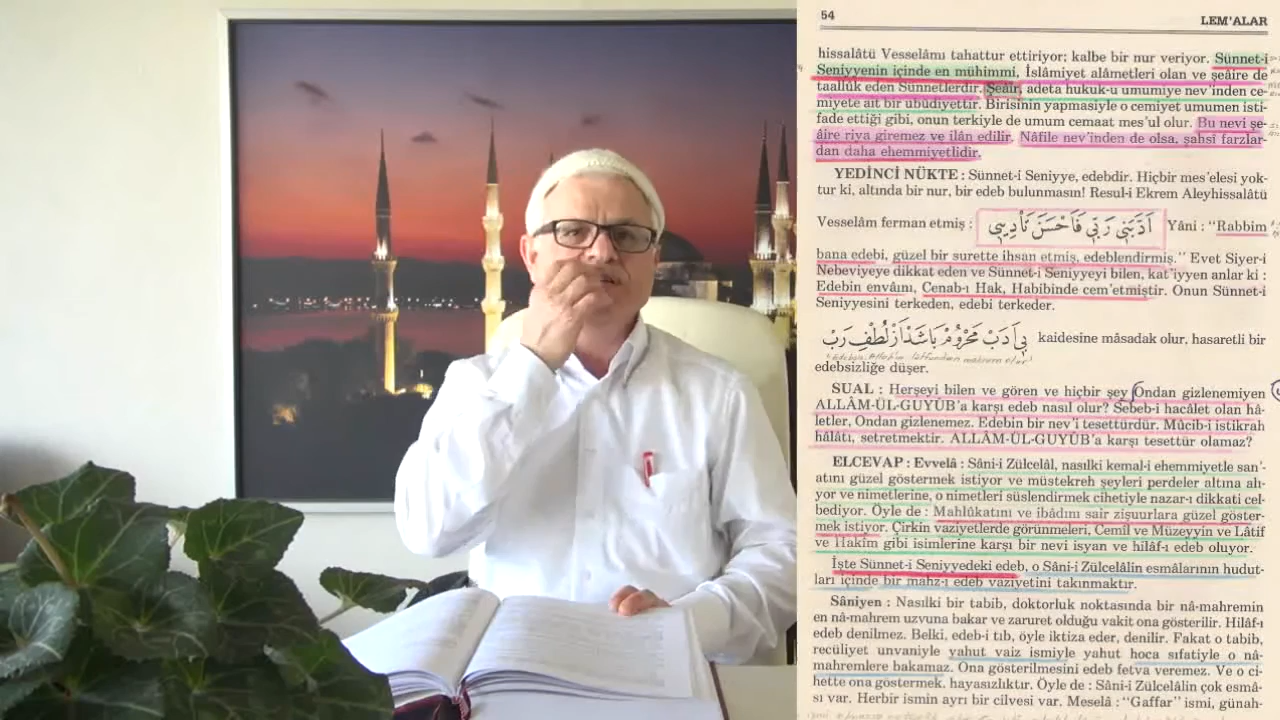 54
LEM'ALAR
hissalâtü Vesselâmı tahattur ettiriyor; kalbe bir nur veriyor. Sünnet-i
Seniyyenin içinde en mühimmi, İslâmiyet alâmetleri olan ve şeâire de
taallûk eden Sünnetlerdir. Şeâir, adeta hukuk-u umumiye nev'inden ce-
miyete ait bir ubûdiyettir. Birisinin yapmasiyle o cemiyet umumen isti-
fade ettiği gibi, onun terkiyle de umum cemaat mes'ul olur. Bu nevi şe-
âire riya giremez ve ilân edilir. Nâfile nev'inden de olsa, şahsî farzlar-
dan daha ehemmiyetlidir.
YEDİNCİ NÜKTE : Sünnet-i Seniyye, edebdir. Hiçbir mes'elesi yok-
tur ki, altında bir nur, bir edeb bulunmasın! Resul-i Ekrem Aleyhissalâtü
Vesselâm ferman etmiş : اَدَّبَنِى رَبِّى فَاَحْسَنَ تَاْدِيبِى Yâni : "Rabbim
bana edebi, güzel bir surette ihsan etmiş, edeblendirmiş." Evet Siyer-i
Nebeviyeye dikkat eden ve Sünnet-i Seniyyeyi bilen, kat'iyyen anlar ki :
Edebin envâını, Cenab-ı Hak, Habibinde cem'etmiştir. Onun Sünnet-i
Seniyyesini terkeden, edebi terkeder.
بِى اَدَبْ مَحْرُومْ بَاشَدْ اَزْ لُطْفِ رَبْ kaidesine mâsadak olur, hasaretli bir
edebsizliğe düşer.
SUAL : Herşeyi bilen ve gören ve hiçbir şey Ondan gizlenemiyen
ALLÂM-ÜL-GUYÛB'a karşı edeb nasıl olur? Sebeb-i hacâlet olan hâ-
letler, Ondan gizlenemez. Edebin bir nev'i tesettürdür. Mûcib-i istikrah
hâlâtı, setretmektir. ALLÂM-ÜL-GUYÛB'a karşı tesettür olamaz?
ELCEVAP : Evvelâ : Sâni-i Zülcelâl, nasılki kemal-i ehemmiyetle san'-
atını güzel göstermek istiyor ve müstekreh şeyleri perdeler altına alı-
yor ve nimetlerine, o nimetleri süslendirmek cihetiyle nazar-ı dikkati cel-
bediyor. Öyle de : Mahlûkatını ve ibâdını sair zişuurlara güzel göster-
mek istiyor. Çirkin vaziyetlerde görünmeleri, Cemîl ve Müzeyyin ve Lâtif
ve Hakîm gibi isimlerine karşı bir nevi isyan ve hilâf-ı edeb oluyor.
İşte Sünnet-i Seniyyedeki edeb, o Sâni-i Zülcelâlin esmâlarının hudut-
ları içinde bir mahz-ı edeb vaziyetini takınmaktır.
Sâniyen : Nasılki bir tabib, doktorluk noktasında bir nâ-mahremin
en nâ-mahrem uzvuna bakar ve zaruret olduğu vakit ona gösterilir. Hilâf-ı
edeb denilmez. Belki, edeb-i tıb, öyle iktiza eder, denilir. Fakat o tabib,
recüliyet unvaniyle yahut vaiz ismiyle yahut hoca sıfatiyle o nâ-
mahremlere bakamaz. Ona gösterilmesini edeb fetva veremez. Ve o ci-
hette ona göstermek, hayasızlıktır. Öyle de : Sâni-i Zülcelâlin çok esmâ-
sı var. Herbir ismin ayrı bir cilvesi var. Meselâ : "Gaffar" ismi, günah-